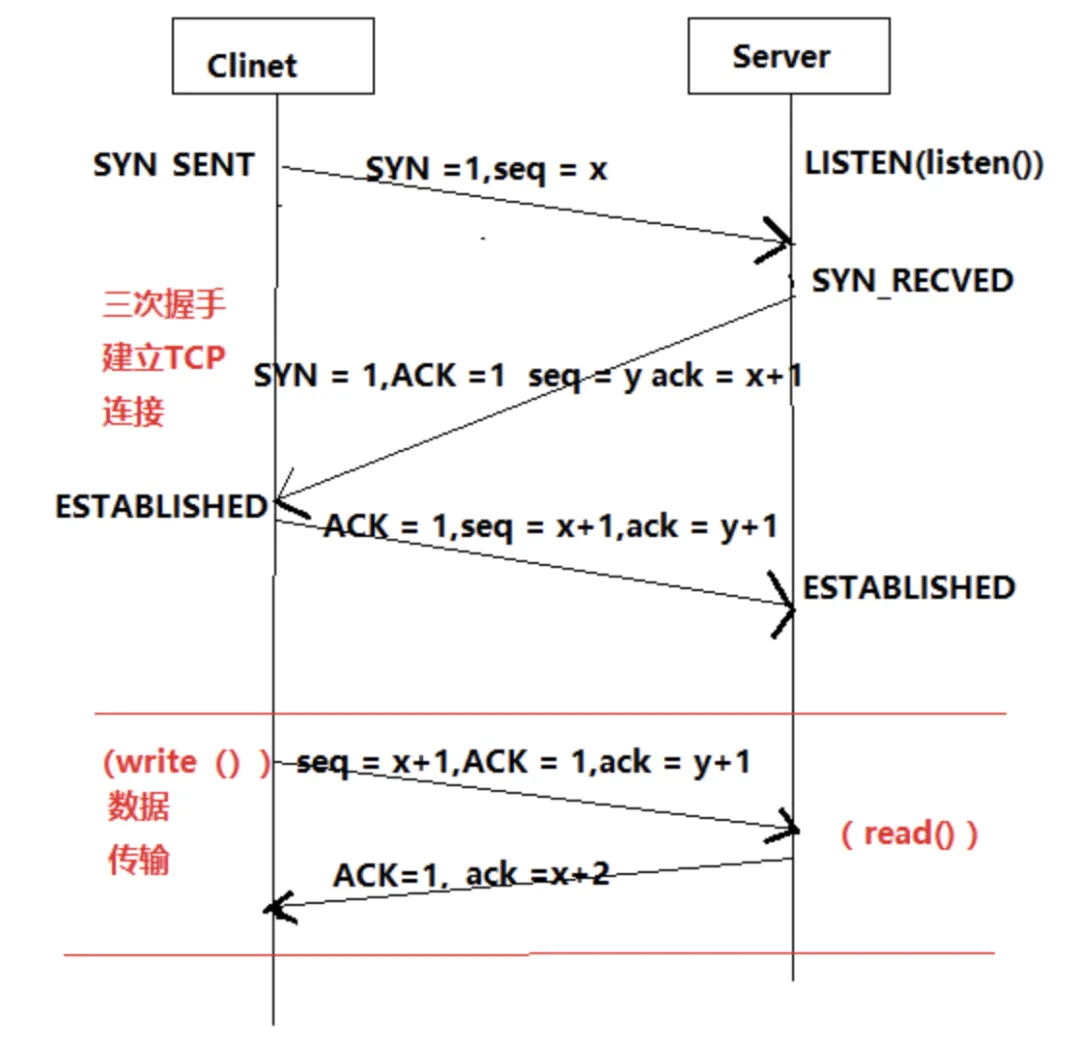 Clinet
Server
SYN SENT
SYN =1,seq = x
LISTEN(listen())
SYN_RECVED
三次握手
建立TCP
连接
SYN = 1,ACK =1 seq = y ack = x+1
ESTABLISHED
ACK = 1,seq = x+1,ack = y+1
ESTABLISHED
(write () )
seq = x+1,ACK = 1,ack = y+1
数据
传输
( read() )
ACK=1, ack =x+2